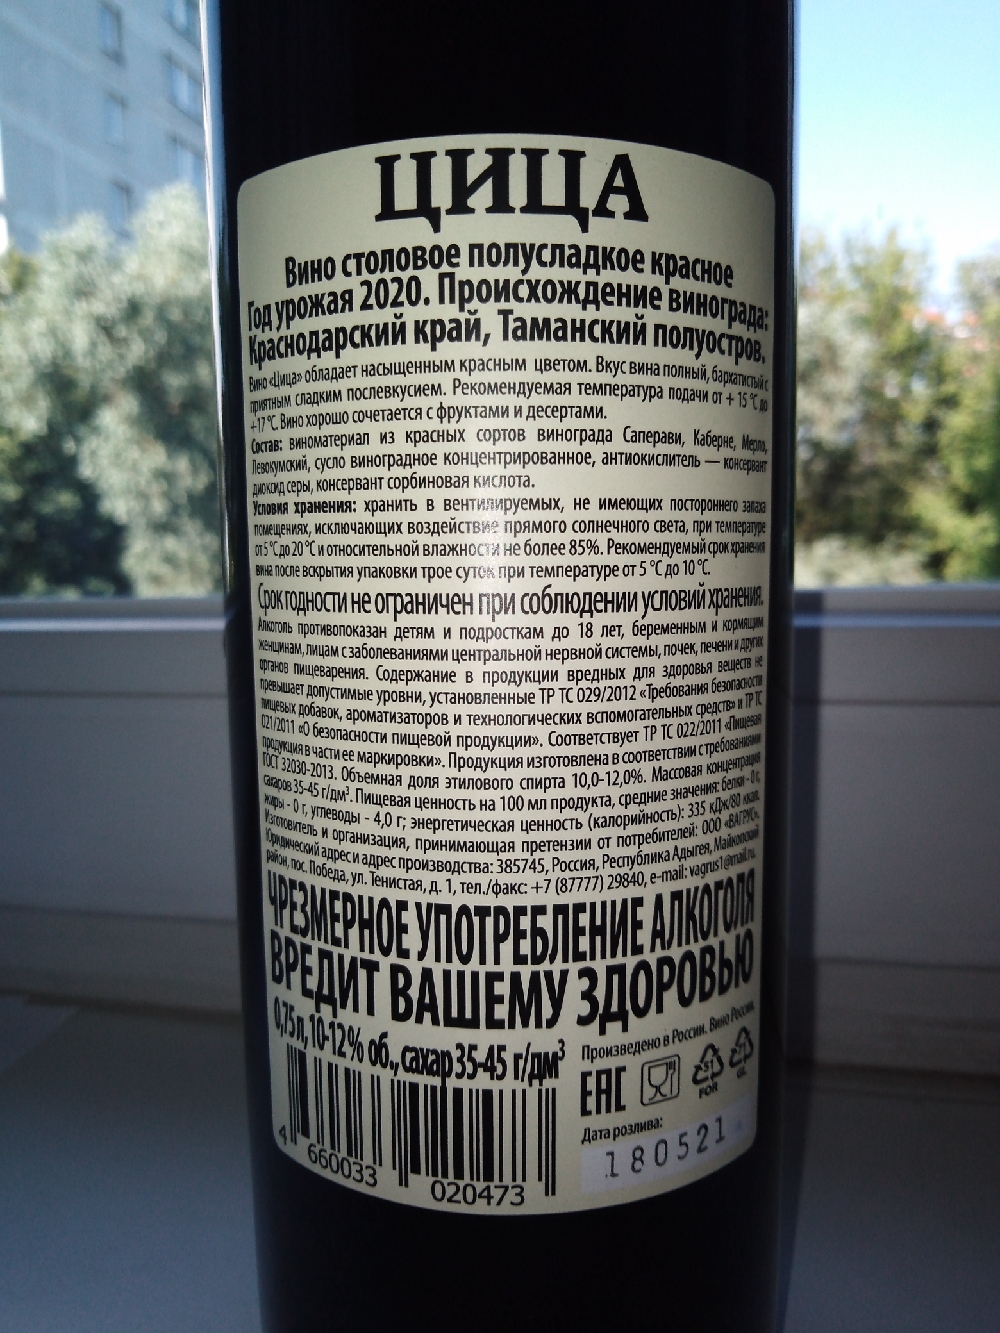 ЦИЦА
Вино столовое полусладкое красное
Год урожая 2020. Происхождение винограда:
Краснодарский край, Таманский полуостров.
Вино «Цица» обладает насыщенным красным цветом. Вкус вина полный, бархатистый с
приятным сладким послевкусием. Рекомендуемая температура подачи от + 15 °С до
+17 °С. Вино хорошо сочетается с фруктами и десертами.
Состав: виноматериал из красных сортов винограда Саперави, Каберне, Мерло,
Левокумский, сусло виноградное концентрированное, антиокислитель — консервант
диоксид серы, консервант сорбиновая кислота.
Условия хранения: хранить в вентилируемых, не имеющих постороннего запаха
помещениях, исключающих воздействие прямого солнечного света, при температуре
от 5 °С до 20 °С и относительной влажности не более 85%. Рекомендуемый срок хранения
вина после вскрытия упаковки трое суток при температуре от 5 °С до 10 °С.
Срок годности не ограничен при соблюдении условий хранения.
Алкоголь противопоказан детям и подросткам до 18 лет, беременным и кормящим
женщинам, лицам с заболеваниями центральной нервной системы, почек, печени и других
органов пищеварения. Содержание в продукции вредных для здоровья веществ не
превышает допустимые уровни, установленные ТР ТС 029/2012 «Требования безопасности
пищевых добавок, ароматизаторов и технологических вспомогательных средств» и ТР ТС
021/2011 «О безопасности пищевой продукции». Соответствует ТР ТС 022/2011 «Пищевая
продукция в части ее маркировки». Продукция изготовлена в соответствии с требованиями
ГОСТ 32030-2013. Объемная доля этилового спирта 10,0-12,0%. Массовая концентрация
сахаров 35-45 г/дм³. Пищевая ценность на 100 мл продукта, средние значения: белки - 0 г,
жиры - 0 г, углеводы - 4,0 г; энергетическая ценность (калорийность): 335 кДж/80 ккал.
Изготовитель и организация, принимающая претензии от потребителей: ООО «ВАГРУС».
Юридический адрес и адрес производства: 385745, Россия, Республика Адыгея, Майкопский
район, пос. Победа, ул. Тенистая, д. 1, тел./факс: +7 (87777) 29840, e-mail: vagrus1@mail.ru.
ЧРЕЗМЕРНОЕ УПОТРЕБЛЕНИЕ АЛКОГОЛЯ
ВРЕДИТ ВАШЕМУ ЗДОРОВЬЮ
0,75 л, 10-12% об., сахар 35-45 г/дм³
Произведено в России. Вино России.
ЕАС
51
FOR
GL
Дата розлива:
180521
4 660033 020473